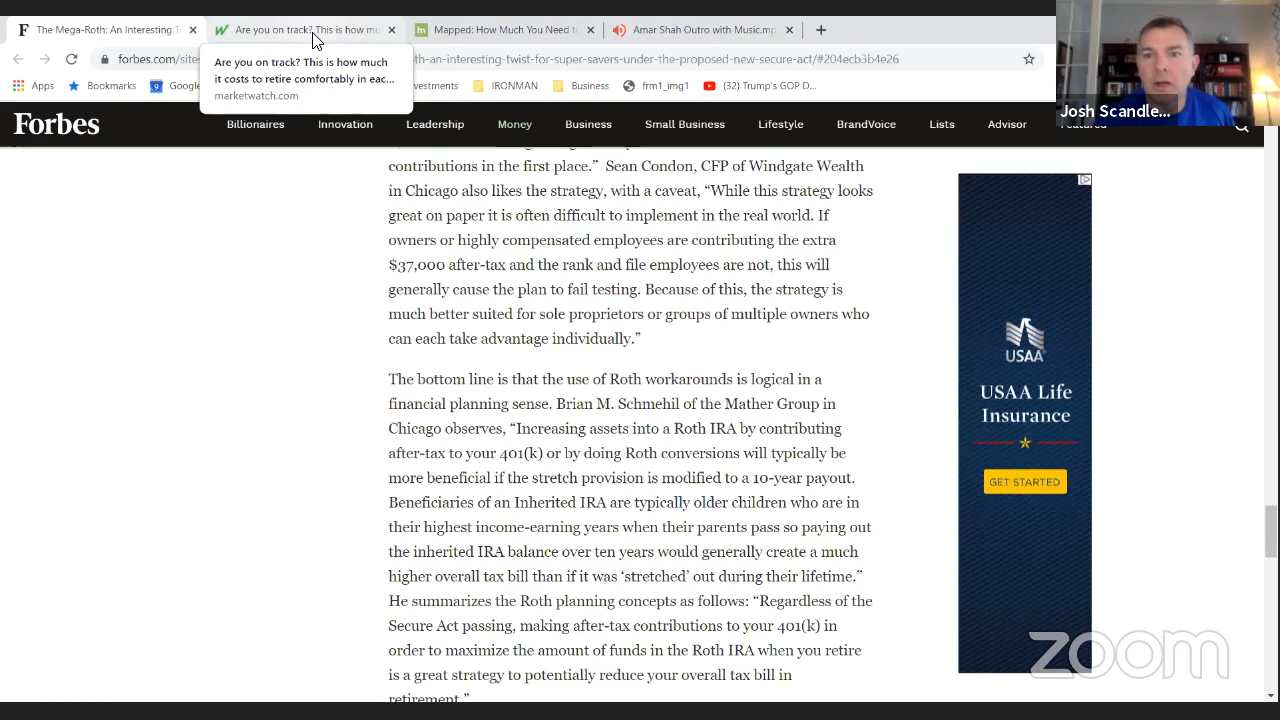 The Mega-Roth: An Interesting T
Are you on track? This is how mu
Mapped: How Much You Need t
Amar Shah Outro with Music.mp
forbes.com/sites
th-an-interesting-twist-for-super-savers-under-the-proposed-new-secure-act/#204ecb3b4e26
Are you on track? This is how much
it costs to retire comfortably in eac...
marketwatch.com
Apps
Bookmarks
Google
vestments
IRONMAN
Business
frm1_img1
(32) Trump's GOP D...
Josh Scandle...
Forbes
Billionaires
Innovation
Leadership
Money
Business
Small Business
Lifestyle
BrandVoice
Lists
Advisor
Featured
contributions in the first place.” Sean Condon, CFP of Windgate Wealth
in Chicago also likes the strategy, with a caveat, “While this strategy looks
great on paper it is often difficult to implement in the real world. If
owners or highly compensated employees are contributing the extra
$37,000 after-tax and the rank and file employees are not, this will
generally cause the plan to fail testing. Because of this, the strategy is
much better suited for sole proprietors or groups of multiple owners who
can each take advantage individually.”
The bottom line is that the use of Roth workarounds is logical in a
financial planning sense. Brian M. Schmehil of the Mather Group in
Chicago observes, “Increasing assets into a Roth IRA by contributing
after-tax to your 401(k) or by doing Roth conversions will typically be
more beneficial if the stretch provision is modified to a 10-year payout.
Beneficiaries of an Inherited IRA are typically older children who are in
their highest income-earning years when their parents pass so paying out
the inherited IRA balance over ten years would generally create a much
higher overall tax bill than if it was ‘stretched’ out during their lifetime.”
He summarizes the Roth planning concepts as follows: “Regardless of the
Secure Act passing, making after-tax contributions to your 401(k) in
order to maximize the amount of funds in the Roth IRA when you retire
is a great strategy to potentially reduce your overall tax bill in
retirement.”
USAA
USAA Life
Insurance
GET STARTED
zoom